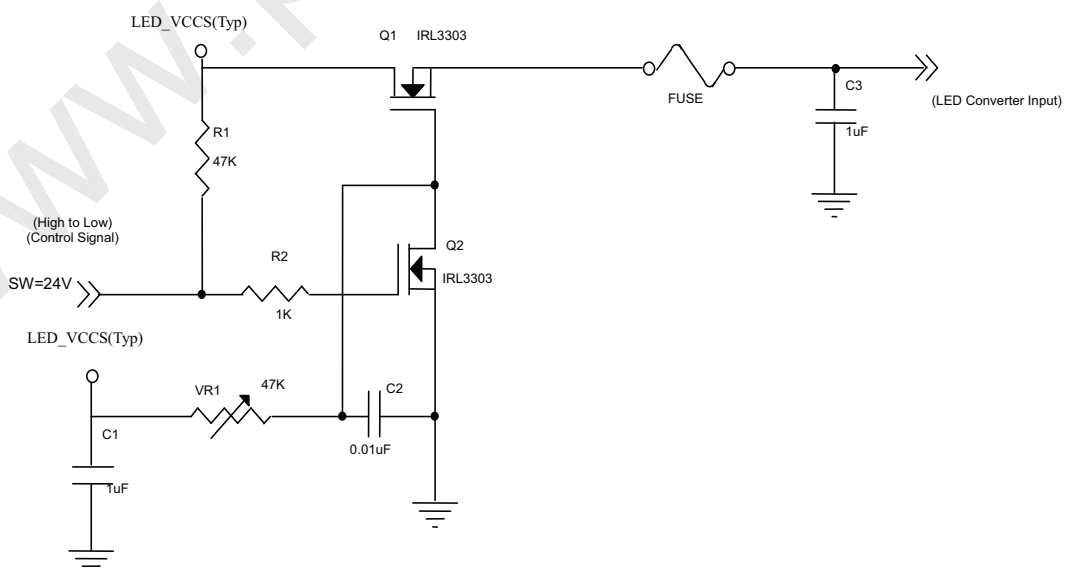 LED_VCCS(Typ)
Q1 IRL3303
FUSE
C3
(LED Converter Input)
1uF
R1
47K
(High to Low)
(Control Signal)
Q2
R2
IRL3303
SW=24V
1K
LED_VCCS(Typ)
VR1 47K
C2
C1
0.01uF
1uF